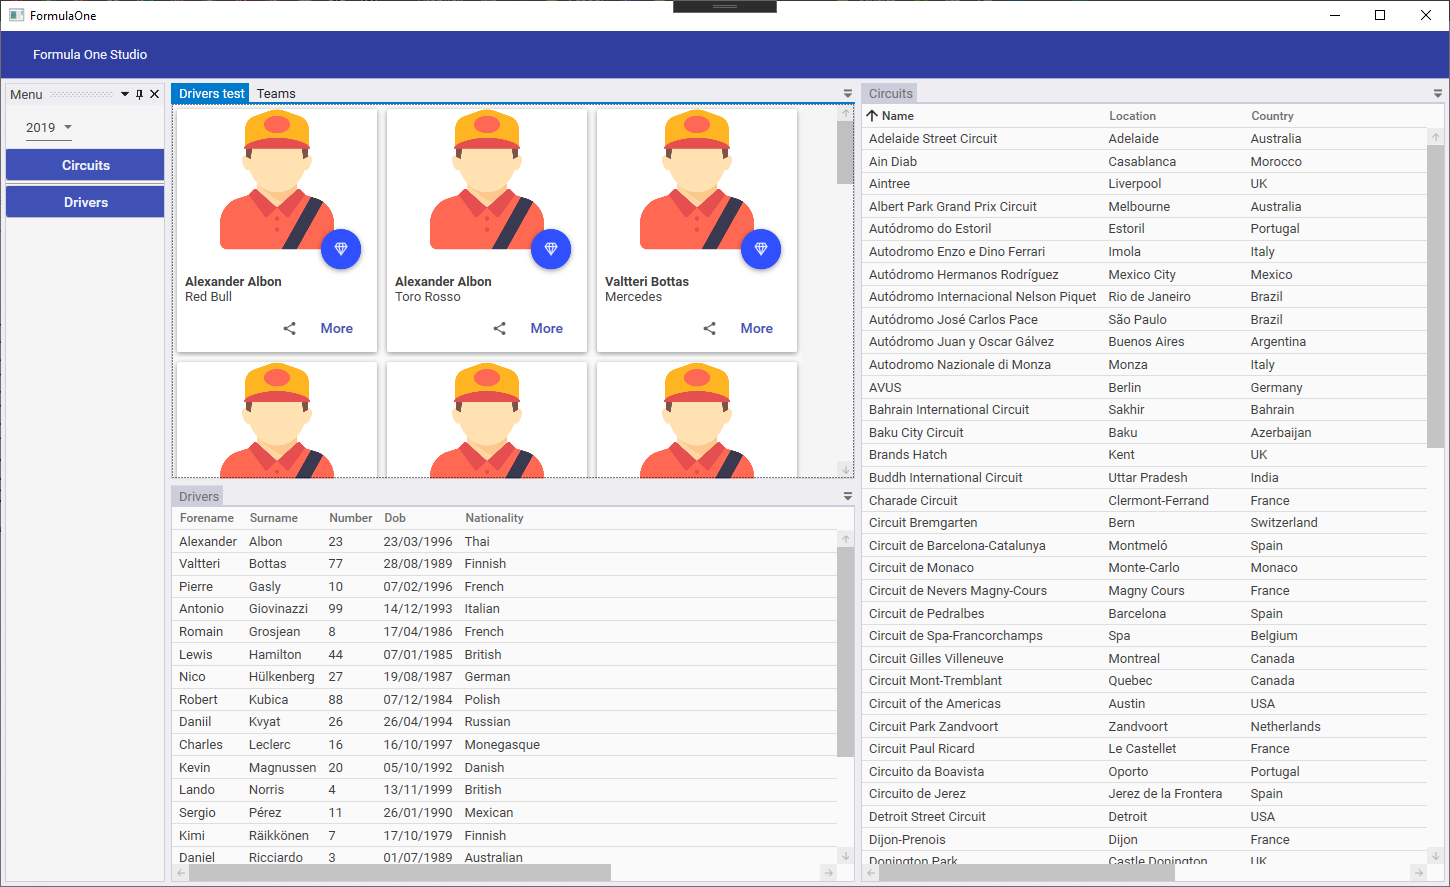 FormulaOne
Formula One Studio
Menu
2019
Circuits
Drivers
Drivers test Teams
Alexander Albon
Red Bull
More
Alexander Albon
Toro Rosso
More
Valtteri Bottas
Mercedes
More
Drivers
Forename Surname Number Dob Nationality
Alexander Albon 23 23/03/1996 Thai
Valtteri Bottas 77 28/08/1989 Finnish
Pierre Gasly 10 07/02/1996 French
Antonio Giovinazzi 99 14/12/1993 Italian
Romain Grosjean 8 17/04/1986 French
Lewis Hamilton 44 07/01/1985 British
Nico Hülkenberg 27 19/08/1987 German
Robert Kubica 88 07/12/1984 Polish
Daniil Kvyat 26 26/04/1994 Russian
Charles Leclerc 16 16/10/1997 Monegasque
Kevin Magnussen 20 05/10/1992 Danish
Lando Norris 4 13/11/1999 British
Sergio Pérez 11 26/01/1990 Mexican
Kimi Räikkönen 7 17/10/1979 Finnish
Daniel Ricciardo 3 01/07/1989 Australian
Circuits
Name Location Country
Adelaide Street Circuit Adelaide Australia
Ain Diab Casablanca Morocco
Aintree Liverpool UK
Albert Park Grand Prix Circuit Melbourne Australia
Autódromo do Estoril Estoril Portugal
Autodromo Enzo e Dino Ferrari Imola Italy
Autódromo Hermanos Rodríguez Mexico City Mexico
Autódromo Internacional Nelson Piquet Rio de Janeiro Brazil
Autódromo José Carlos Pace São Paulo Brazil
Autódromo Juan y Oscar Gálvez Buenos Aires Argentina
Autodromo Nazionale di Monza Monza Italy
AVUS Berlin Germany
Bahrain International Circuit Sakhir Bahrain
Baku City Circuit Baku Azerbaijan
Brands Hatch Kent UK
Buddh International Circuit Uttar Pradesh India
Charade Circuit Clermont-Ferrand France
Circuit Bremgarten Bern Switzerland
Circuit de Barcelona-Catalunya Montmeló Spain
Circuit de Monaco Monte-Carlo Monaco
Circuit de Nevers Magny-Cours Magny Cours France
Circuit de Pedralbes Barcelona Spain
Circuit de Spa-Francorchamps Spa Belgium
Circuit Gilles Villeneuve Montreal Canada
Circuit Mont-Tremblant Quebec Canada
Circuit of the Americas Austin USA
Circuit Park Zandvoort Zandvoort Netherlands
Circuit Paul Ricard Le Castellet France
Circuito da Boavista Oporto Portugal
Circuito de Jerez Jerez de la Frontera Spain
Detroit Street Circuit Detroit USA
Dijon-Prenois Dijon France
Donington Park Castle Donington UK